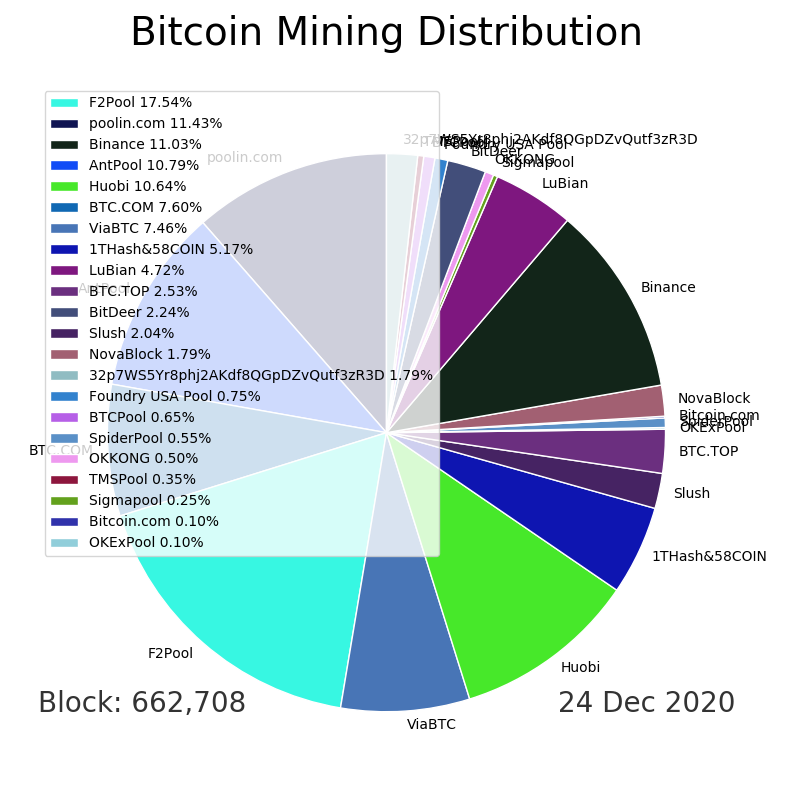 Bitcoin Mining Distribution
F2Pool 17.54%
poolin.com 11.43%
Binance 11.03%
AntPool 10.79%
Huobi 10.64%
BTC.COM 7.60%
ViaBTC 7.46%
1THash&58COIN 5.17%
LuBian 4.72%
BTC.TOP 2.53%
BitDeer 2.24%
Slush 2.04%
NovaBlock 1.79%
32p7WS5Yr8phj2AKdf8QGpDZvQutf3zR3D 1.79%
Foundry USA Pool 0.75%
BTCPool 0.65%
SpiderPool 0.55%
OKKONG 0.50%
TMSPool 0.35%
Sigmapool 0.25%
Bitcoin.com 0.10%
OKExPool 0.10%
32p7WS5Yr8phj2AKdf8QGpDZvQutf3zR3D
Foundry USA Pool
BitDeer
OKKONG
Sigmapool
LuBian
poolin.com
Binance
AntPool
NovaBlock
Bitcoin.com
SpiderPool
OKExPool
BTC.COM
BTC.TOP
Slush
1THash&58COIN
F2Pool
Huobi
ViaBTC
Block: 662,708
24 Dec 2020